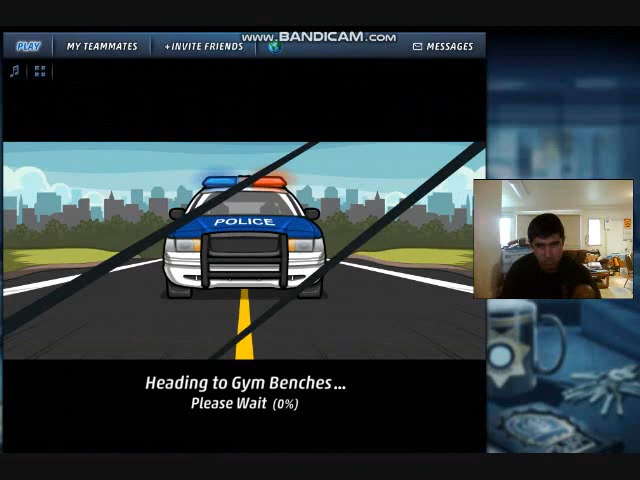 WWW.BANDICAM.COM
PLAY
MY TEAMMATES
+INVITE FRIENDS
MESSAGES
POLICE
Heading to Gym Benches...
Please Wait (0%)